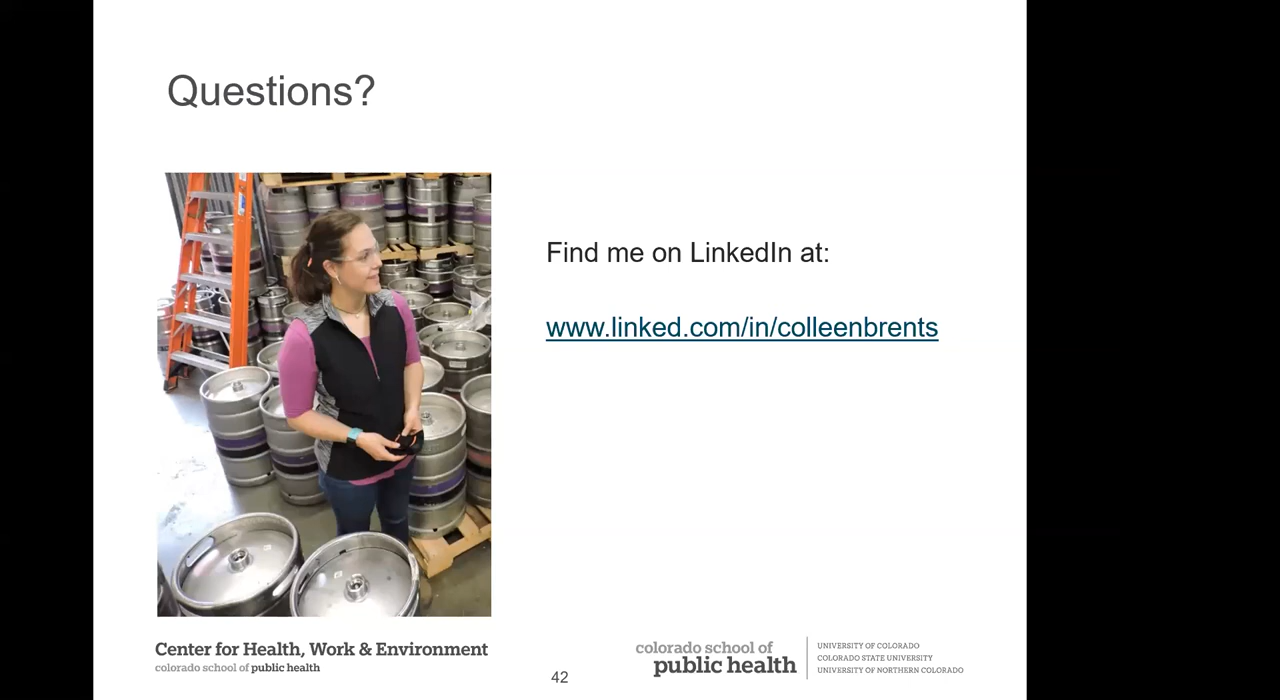 Questions?
Find me on LinkedIn at:
www.linked.com/in/colleenbrents
Center for Health, Work & Environment
colorado school of public health
42
colorado school of
public health
UNIVERSITY OF COLORADO
COLORADO STATE UNIVERSITY
UNIVERSITY OF NORTHERN COLORADO